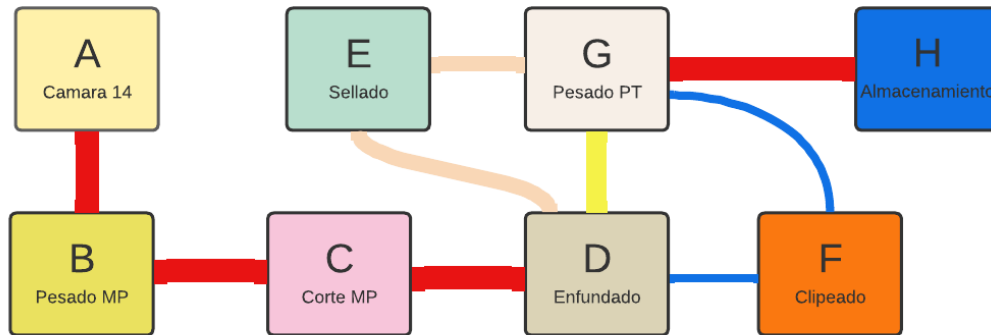 A
Camara 14
E
Sellado
G
Pesado PT
H
Almacenamiento
B
Pesado MP
C
Corte MP
D
Enfundado
F
Clipeado